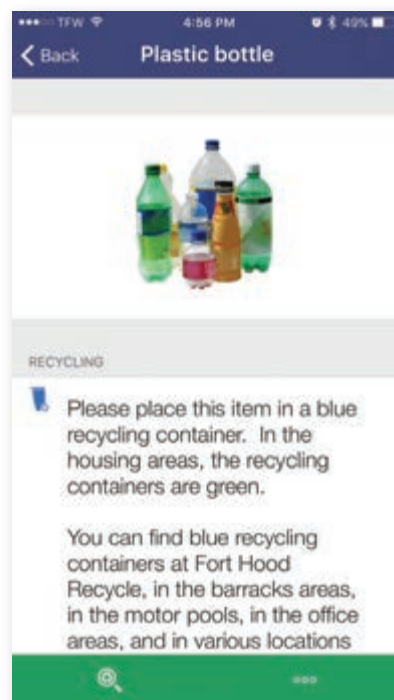 TFW 4:56 PM 49%
Back Plastic bottle
RECYCLING
Please place this item in a blue
recycling container. In the
housing areas, the recycling
containers are green.
You can find blue recycling
containers at Fort Hood
Recycle, in the barracks areas,
in the motor pools, in the office
areas, and in various locations